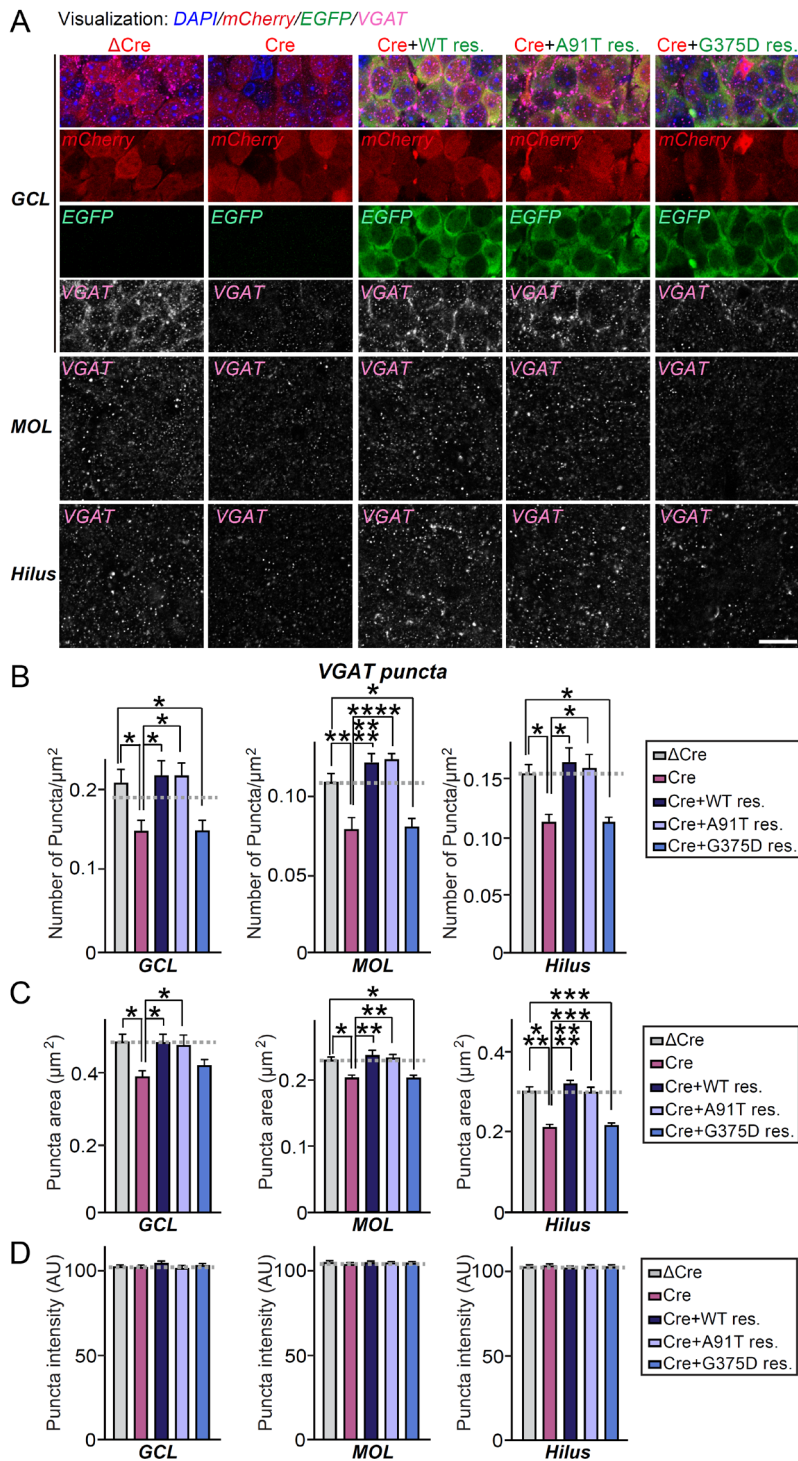 A
Visualization: DAPI/mCherry/EGFP/VGAT
ΔCre Cre Cre+WT res. Cre+A91T res. Cre+G375D res.
GCL
mCherry mCherry mCherry mCherry mCherry
EGFP EGFP EGFP EGFP EGFP
VGAT VGAT VGAT VGAT VGAT
MOL
VGAT VGAT VGAT VGAT VGAT
Hilus
VGAT VGAT VGAT VGAT VGAT
B
VGAT puncta
Number of Puncta/µm2
0.2
0.1
0
* * * *
GCL
Number of Puncta/µm2
0.10
0.05
0
* **** ** ** **
MOL
Number of Puncta/µm2
0.15
0.10
0.05
0
* * * *
Hilus
ΔCre
Cre
Cre+WT res.
Cre+A91T res.
Cre+G375D res.
C
Puncta area (µm 2)
0.4
0.2
0
* * *
GCL
Puncta area (µm 2)
0.2
0.1
0
* ** * **
MOL
Puncta area (µm 2)
0.4
0.2
0
*** *** * ** ** **
Hilus
ΔCre
Cre
Cre+WT res.
Cre+A91T res.
Cre+G375D res.
D
Puncta intensity (AU)
100
50
0
GCL
Puncta intensity (AU)
100
50
0
MOL
Puncta intensity (AU)
100
50
0
Hilus
ΔCre
Cre
Cre+WT res.
Cre+A91T res.
Cre+G375D res.